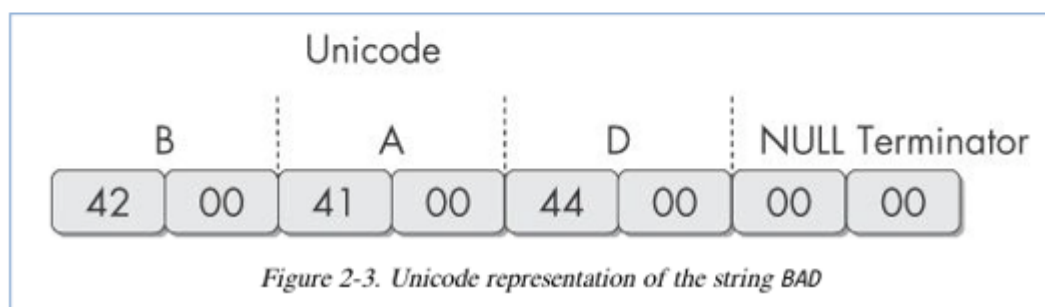 Unicode
B A D NULL Terminator
42 00 41 00 44 00 00 00
Figure 2-3. Unicode representation of the string BAD